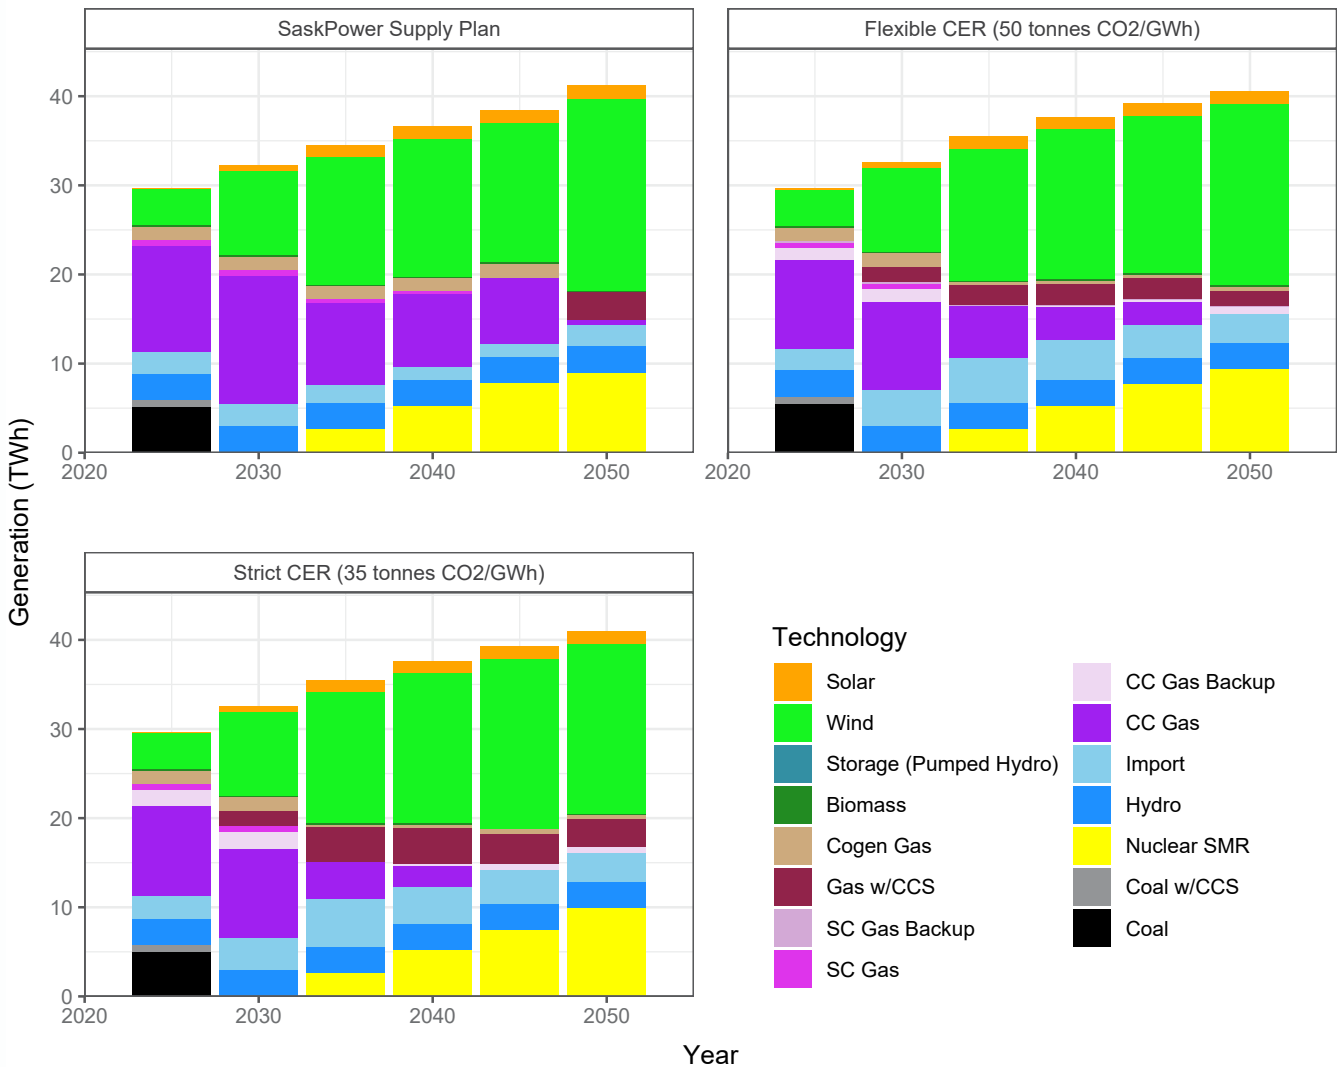 SaskPower Supply Plan
Flexible CER (50 tonnes CO2/GWh)
40
30
20
10
0
2020
2030
2040
2050
2020
2030
2040
2050
Generation (TWh)
Strict CER (35 tonnes CO2/GWh)
40
30
20
10
0
2020
2030
2040
2050
Year
Technology
Solar
Wind
Storage (Pumped Hydro)
Biomass
Cogen Gas
Gas w/CCS
SC Gas Backup
SC Gas
CC Gas Backup
CC Gas
Import
Hydro
Nuclear SMR
Coal w/CCS
Coal